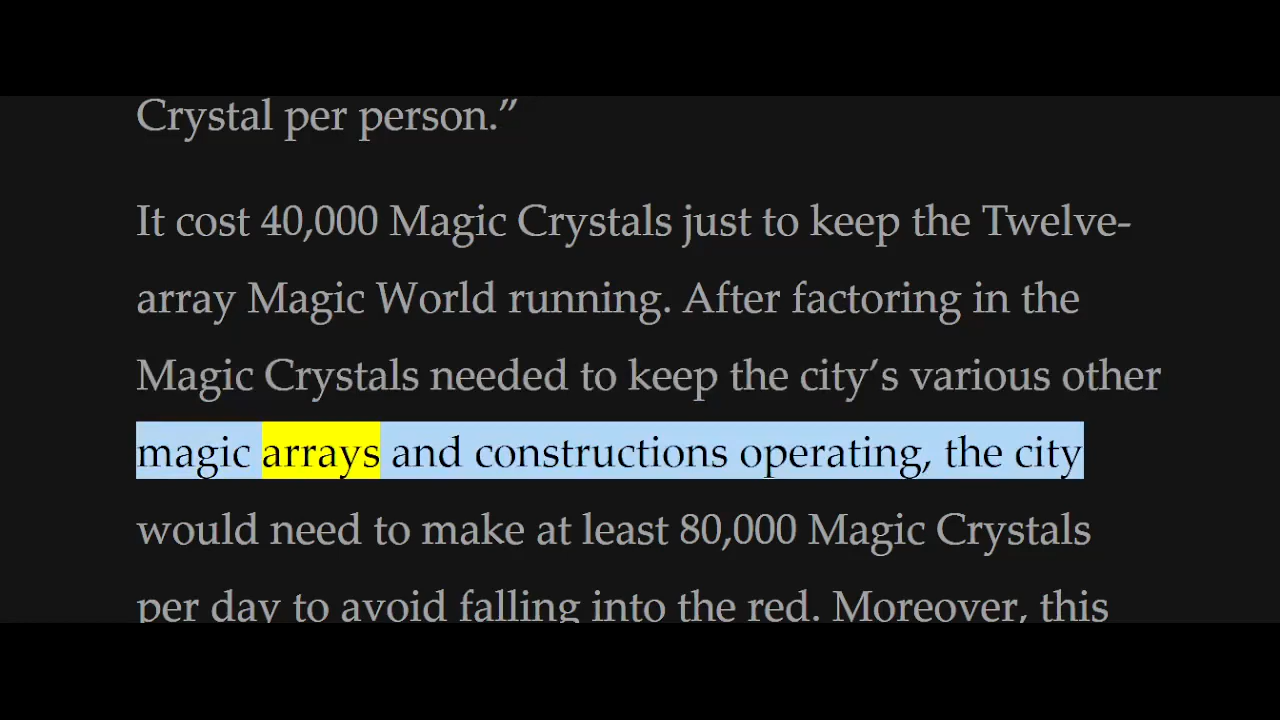 Crystal per person.”
It cost 40,000 Magic Crystals just to keep the Twelve-
array Magic World running. After factoring in the
Magic Crystals needed to keep the city’s various other
magic arrays and constructions operating, the city
would need to make at least 80,000 Magic Crystals
per day to avoid falling into the red. Moreover, this